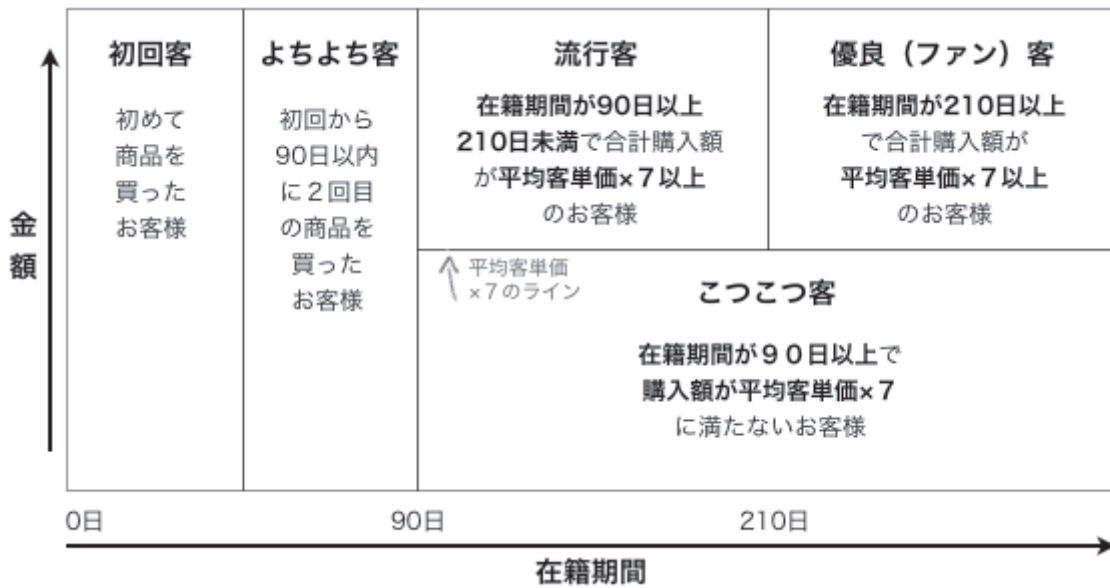 初回客
初めて
商品を
買った
お客様
よちよち客
初回から
90日以内
に２回目
の商品を
買った
お客様
流行客
在籍期間が90日以上
210日未満で合計購入額
が平均客単価×７以上
のお客様
優良（ファン）客
在籍期間が210日以上
で合計購入額が
平均客単価×７以上
のお客様
平均客単価
×７のライン
こつこつ客
在籍期間が９０日以上で
購入額が平均客単価×７
に満たないお客様
金額
0日
90日
210日
在籍期間